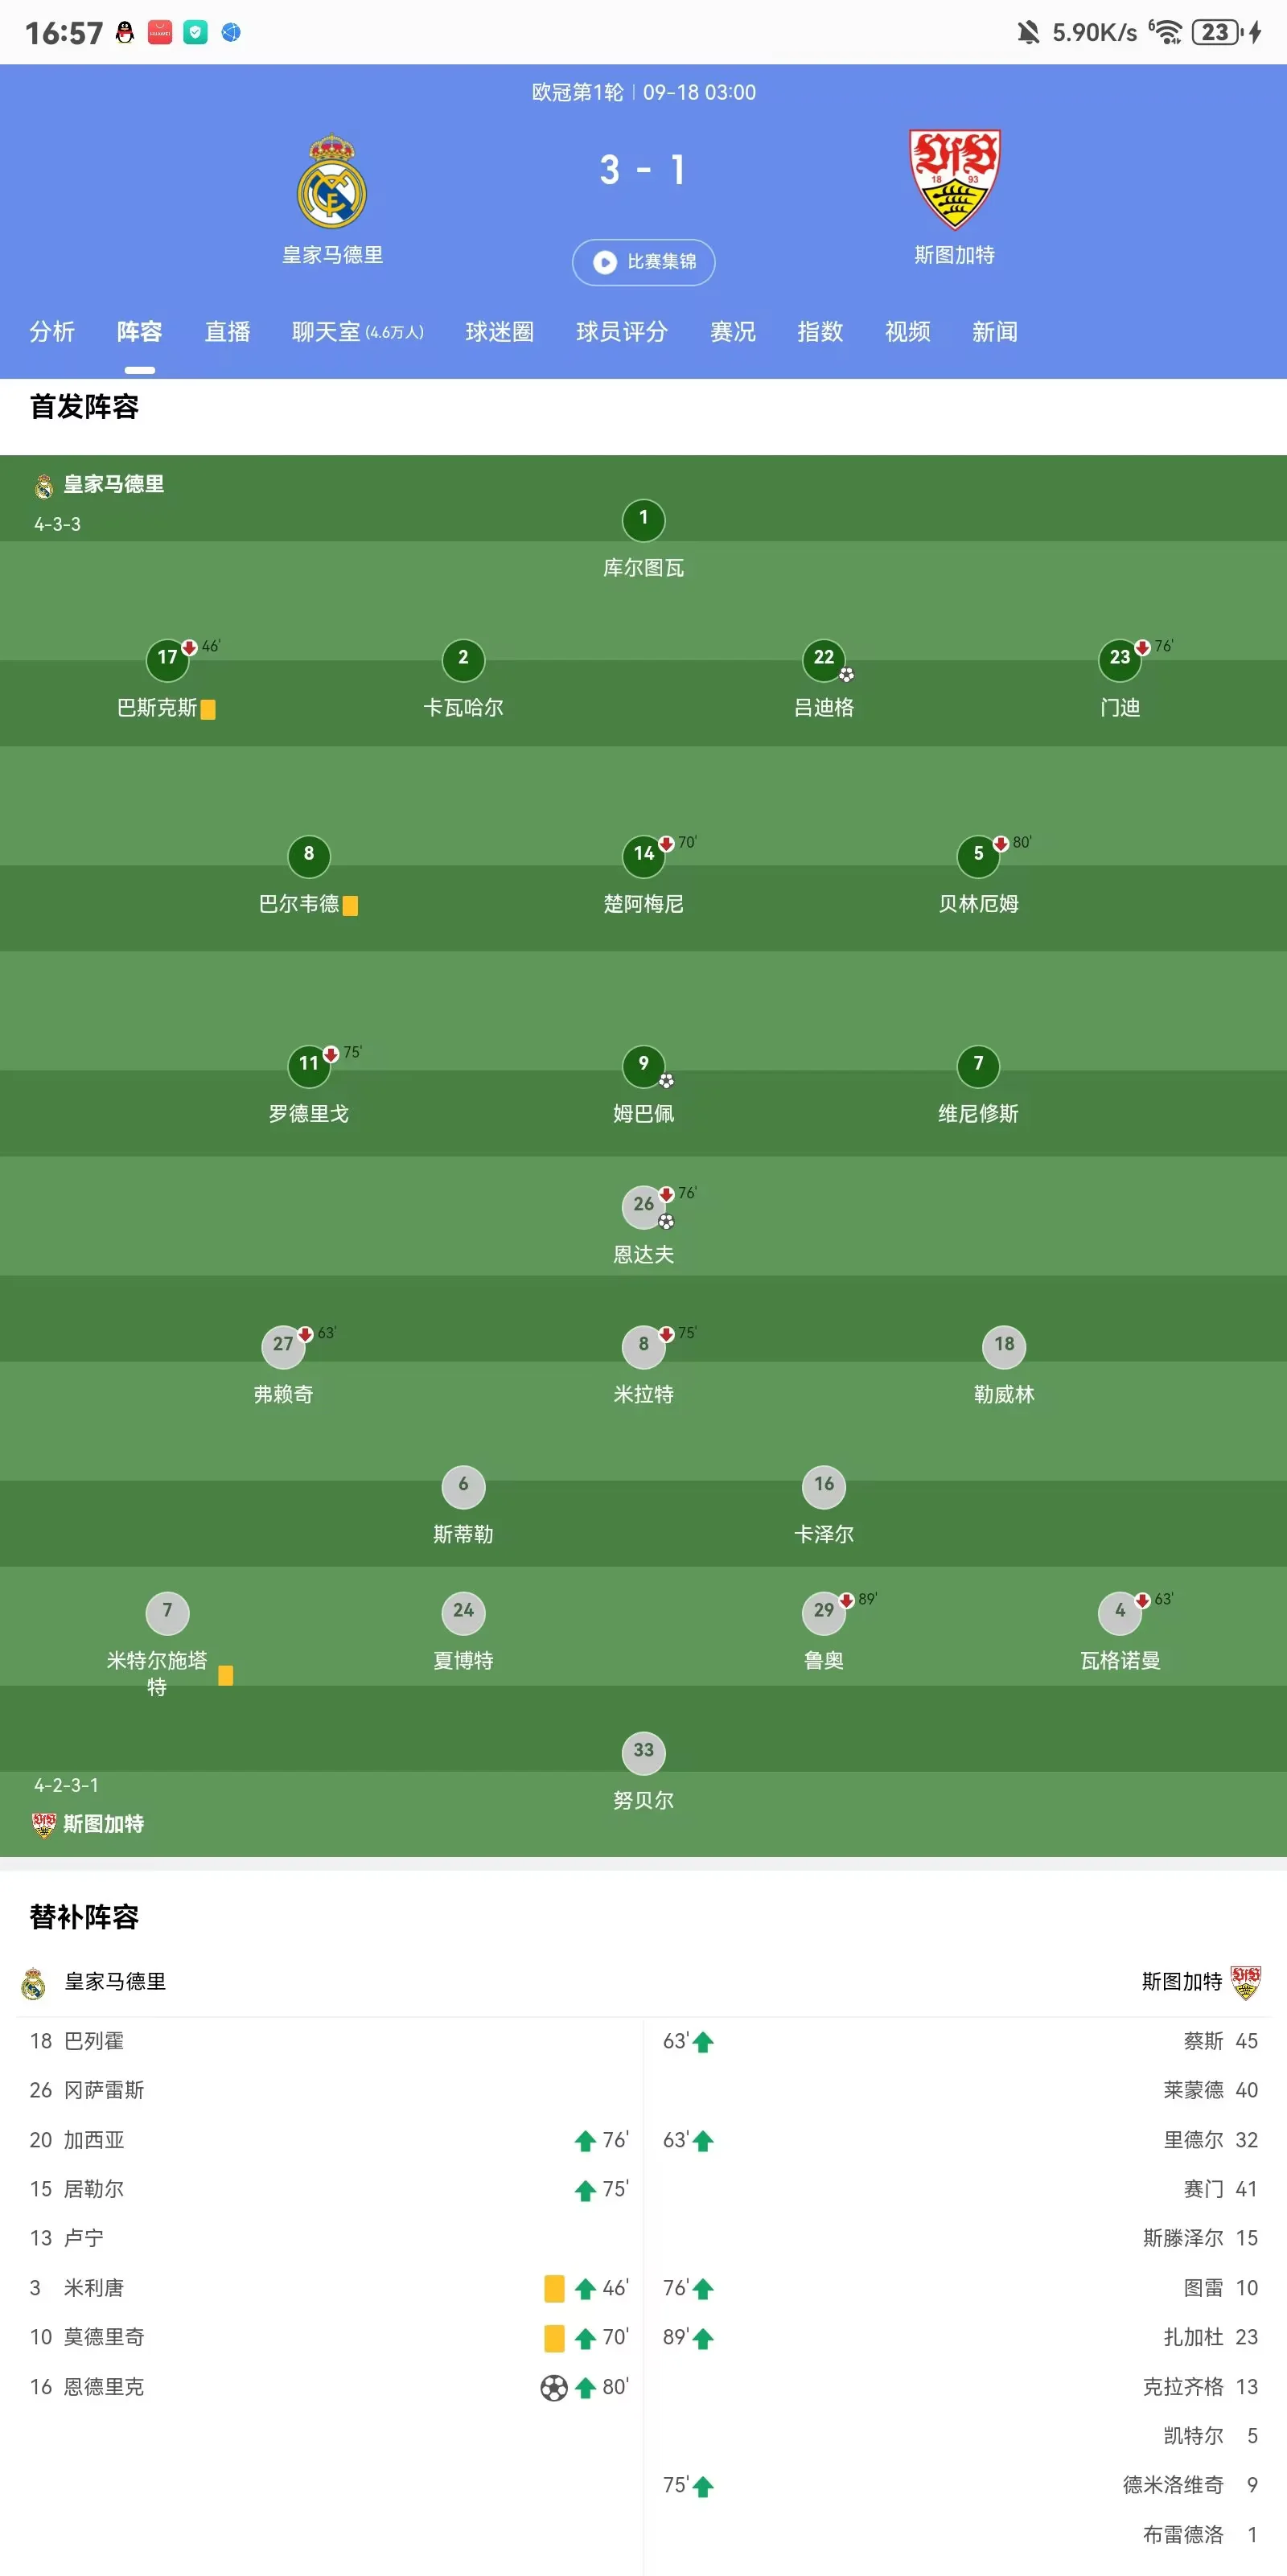 16:57
5.90K/s 6 23
欧冠第1轮 09-18 03:00
3 - 1
皇家马德里
斯图加特
比赛集锦
分析 阵容 直播 聊天室 (4.6万人) 球迷圈 球员评分 赛况 指数 视频 新闻
首发阵容
皇家马德里
4-3-3
1
库尔图瓦
17 46' 2 22 23 76'
巴斯克斯 卡瓦哈尔 吕迪格 门迪
8 14 70' 5 80'
巴尔韦德 楚阿梅尼 贝林厄姆
11 75' 9 7
罗德里戈 姆巴佩 维尼修斯
26 76'
恩达夫
27 63' 8 75' 18
弗赖奇 米拉特 勒威林
6 16
斯蒂勒 卡泽尔
7 24 29 89' 4 63'
米特尔施塔 夏博特 鲁奥 瓦格诺曼
特
33
努贝尔
4-2-3-1
斯图加特
替补阵容
皇家马德里 斯图加特
18 巴列霍 63' 蔡斯 45
26 冈萨雷斯 莱蒙德 40
20 加西亚 76' 63' 里德尔 32
15 居勒尔 75' 赛门 41
13 卢宁 斯滕泽尔 15
3 米利唐 46' 76' 图雷 10
10 莫德里奇 70' 89' 扎加杜 23
16 恩德里克 80' 克拉齐格 13
凯特尔 5
75' 德米洛维奇 9
布雷德洛 1